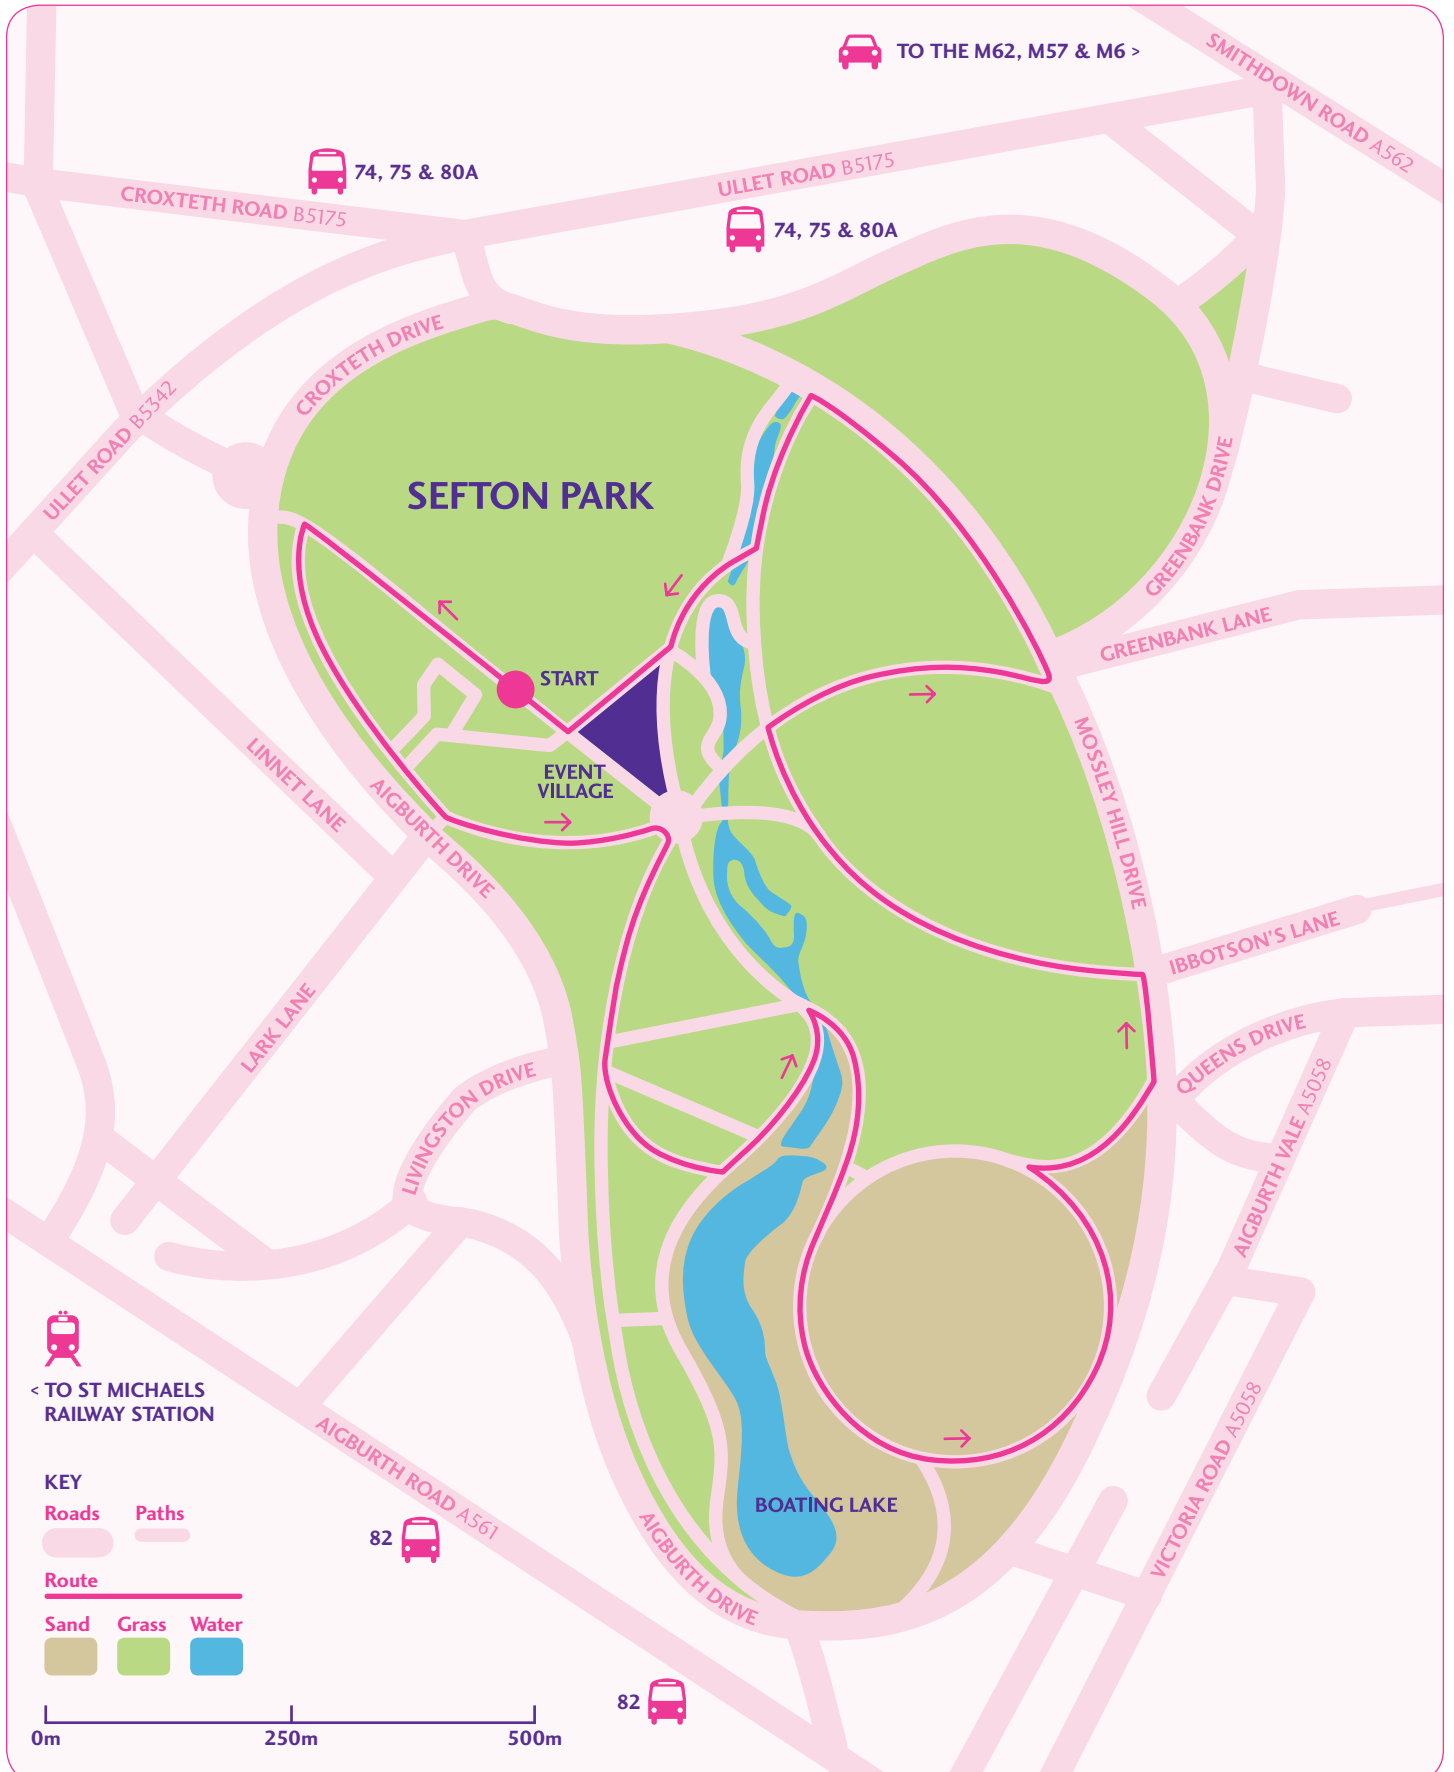 TO THE M62, M57 & M6 >
SMITHDOWN ROAD A562
74, 75 & 80A
ULLET ROAD B5175
CROXTETH ROAD B5175
74, 75 & 80A
CROXTETH DRIVE
ULLET ROAD B5342
SEFTON PARK
GREENBANK DRIVE
GREENBANK LANE
START
LINNET LANE
EVENT
VILLAGE
AIGBURTH DRIVE
MOSSLEY HILL DRIVE
IBBOTSON'S LANE
LARK LANE
QUEENS DRIVE
LIVINGSTON DRIVE
AIGBURTH VALE A5058
< TO ST MICHAELS
RAILWAY STATION
AIGBURTH ROAD A561
VICTORIA ROAD A5058
KEY
Roads
Paths
BOATING LAKE
82
AIGBURTH DRIVE
Route
Sand
Grass
Water
82
0m
250m
500m